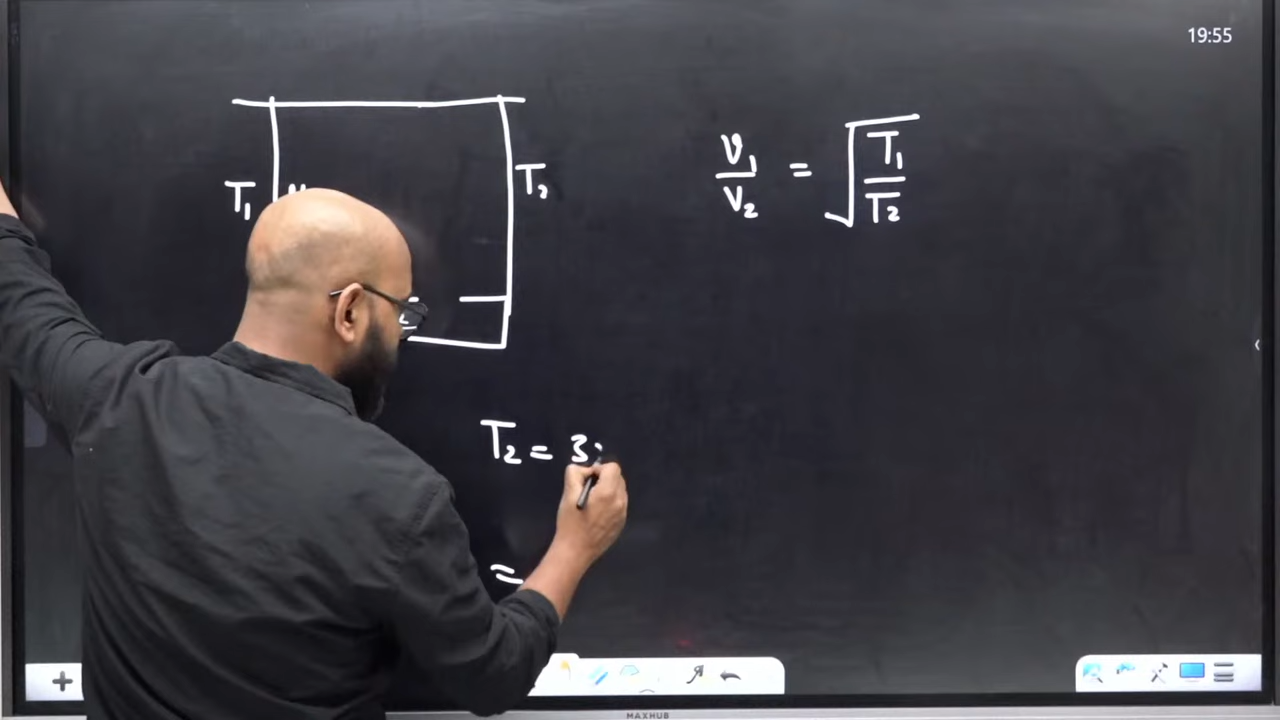 19:55
T₁
T₂
v₁/v₂ = √(T₁/T₂)
T₂ = 3
=
MAXHUB